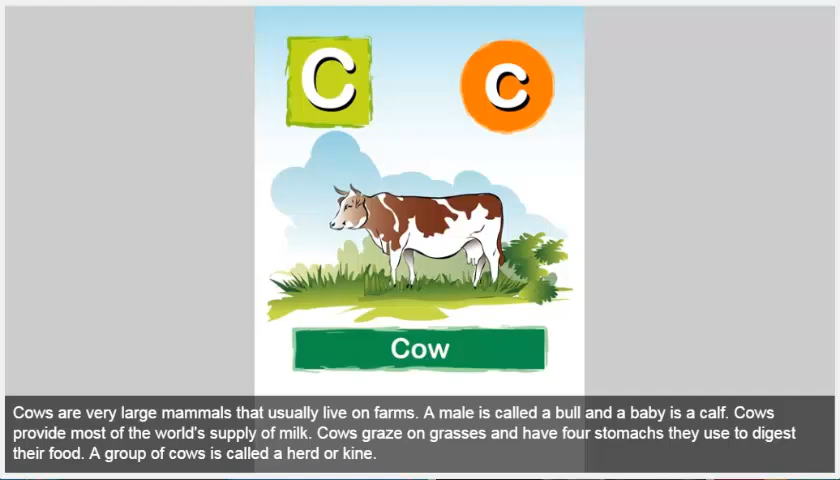 C
c
Cow
Cows are very large mammals that usually live on farms. A male is called a bull and a baby is a calf. Cows
provide most of the world's supply of milk. Cows graze on grasses and have four stomachs they use to digest
their food. A group of cows is called a herd or kine.